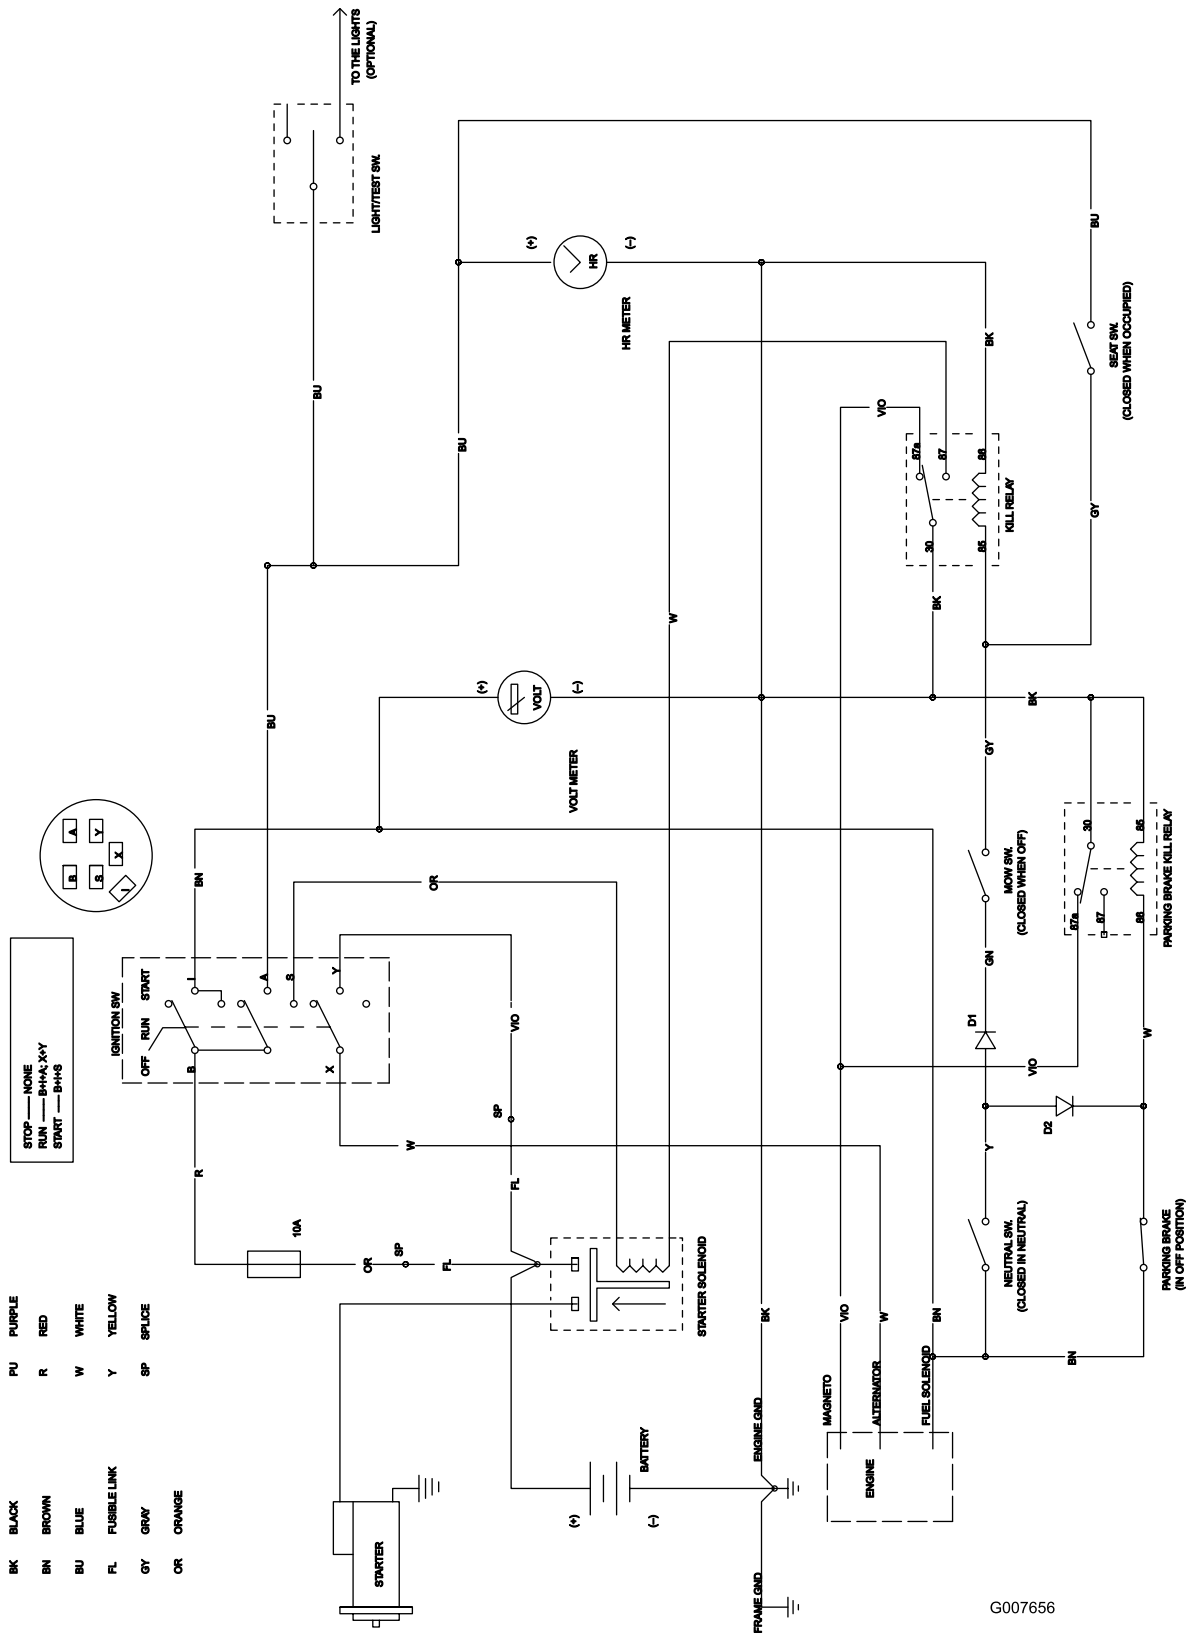 BK BLACK
BN BROWN
BU BLUE
FL FUSIBLE LINK
GY GRAY
OR ORANGE
PU PURPLE
R RED
W WHITE
Y YELLOW
SP SPLICE
STOP —— NONE
RUN —— B+I+A; X+Y
START —— B+I+S
B
A
S
Y
X
I
IGNITION SW
OFF
RUN
START
B
I
A
S
X
Y
R
10A
OR
SP
FL
BN
BU
OR
VIO
SP
FL
W
STARTER
STARTER SOLENOID
BATTERY
(+)
(–)
FRAME GND
ENGINE GND
BK
ENGINE
MAGNETO
ALTERNATOR
FUEL SOLENOID
VIO
W
BN
BN
VOLT METER
VOLT
(+)
(–)
BU
BU
LIGHT/TEST SW.
TO THE LIGHTS
(OPTIONAL)
HR METER
HR
(+)
(–)
W
VIO
BK
BK
BK
KILL RELAY
30
87a
87
85
86
SEAT SW.
(CLOSED WHEN OCCUPIED)
BU
GY
GY
MOW SW.
(CLOSED WHEN OFF)
GN
D1
D2
Y
VIO
W
NEUTRAL SW.
(CLOSED IN NEUTRAL)
PARKING BRAKE
(IN OFF POSITION)
PARKING BRAKE KILL RELAY
30
87a
87
85
86
G007656